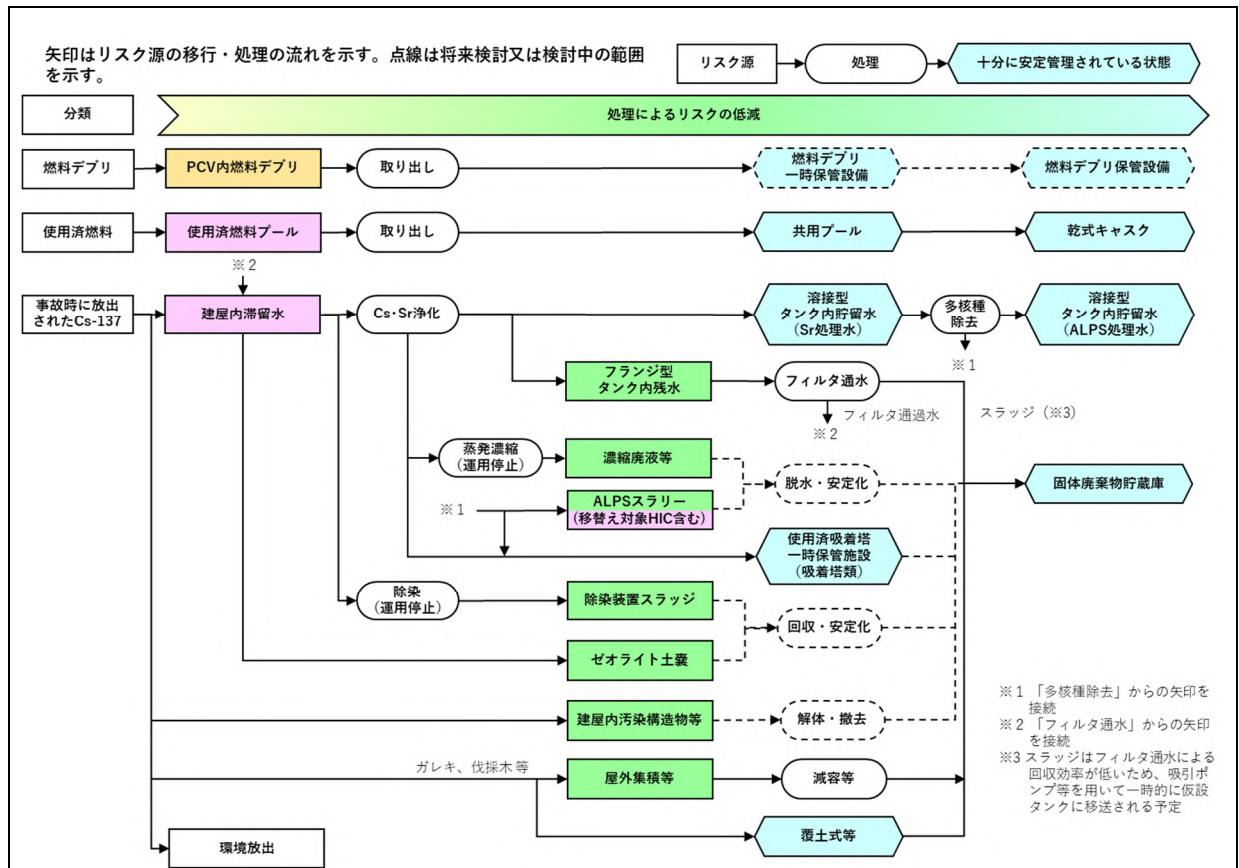 矢印はリスク源の移行・処理の流れを示す。点線は将来検討又は検討中の範囲
を示す。
リスク源
処理
十分に安定管理されている状態
分類
処理によるリスクの低減
燃料デブリ
PCV内燃料デブリ
取り出し
燃料デブリ
一時保管設備
燃料デブリ保管設備
使用済燃料
使用済燃料プール
取り出し
共用プール
乾式キャスク
※2
事故時に放出
されたCs-137
建屋内滞留水
Cs・Sr浄化
溶接型
タンク内貯留水
(Sr処理水)
多核種
除去
溶接型
タンク内貯留水
(ALPS処理水)
※1
フランジ型
タンク内残水
フィルタ通水
フィルタ通過水
※2
スラッジ（※3）
蒸発濃縮
(運用停止)
濃縮廃液等
脱水・安定化
固体廃棄物貯蔵庫
※1
ALPSスラリー
(移替え対象HIC含む)
使用済吸着塔
一時保管施設
(吸着塔類)
除染
(運用停止)
除染装置スラッジ
回収・安定化
ゼオライト土嚢
建屋内汚染構造物等
解体・撤去
ガレキ、伐採木 等
屋外集積等
減容等
覆土式等
環境放出
※1 「多核種除去」からの矢印を
接続
※2 「フィルタ通水」からの矢印
を接続
※3 スラッジはフィルタ通水による
回収効率が低いため、吸引ポ
ンプ等を用いて一時的に仮設
タンクに移送される予定